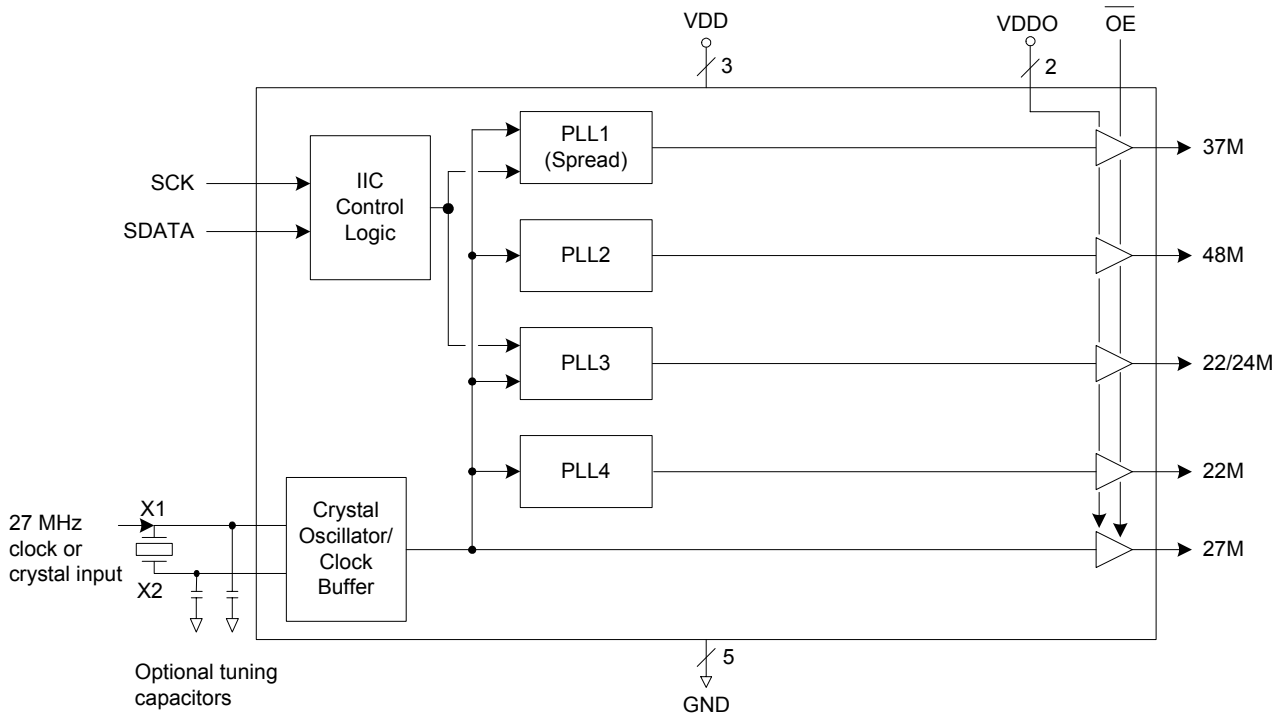 VDD
VDDO
OE
3
2
PLL1
(Spread)
37M
SCK
SDATA
IIC
Control
Logic
PLL2
48M
PLL3
22/24M
PLL4
22M
27 MHz
clock or
crystal input
X1
X2
Crystal
Oscillator/
Clock
Buffer
27M
Optional tuning
capacitors
5
GND